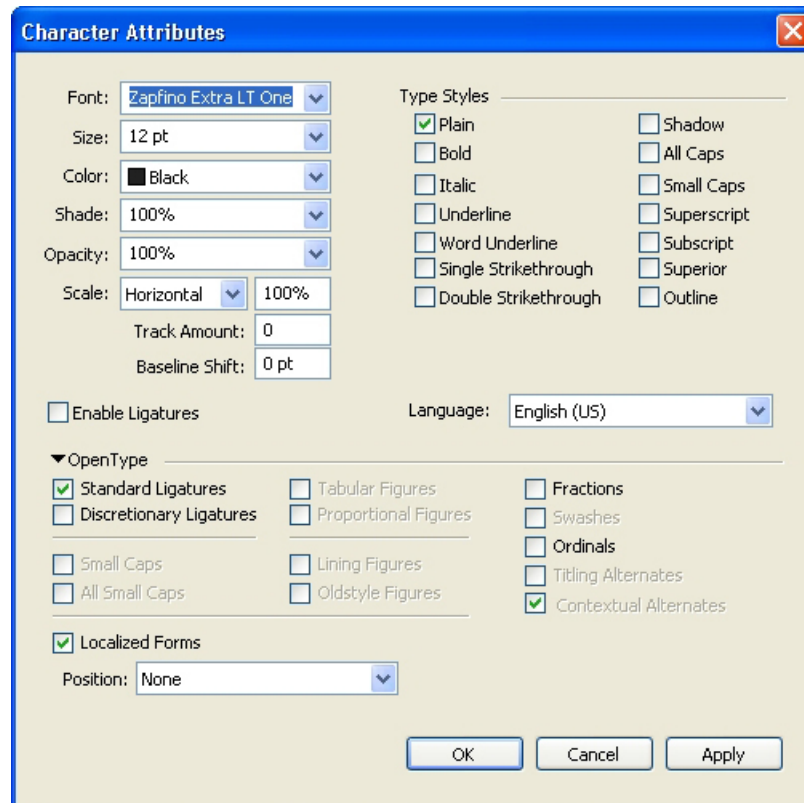 Character Attributes
Font: Zapfino Extra LT One
Size: 12 pt
Color: Black
Shade: 100%
Opacity: 100%
Scale: Horizontal 100%
Track Amount: 0
Baseline Shift: 0 pt
Type Styles
Plain
Bold
Italic
Underline
Word Underline
Single Strikethrough
Double Strikethrough
Shadow
All Caps
Small Caps
Superscript
Subscript
Superior
Outline
Enable Ligatures
Language: English (US)
OpenType
Standard Ligatures
Discretionary Ligatures
Small Caps
All Small Caps
Tabular Figures
Proportional Figures
Lining Figures
Oldstyle Figures
Fractions
Swashes
Ordinals
Titling Alternates
Contextual Alternates
Localized Forms
Position: None
OK
Cancel
Apply